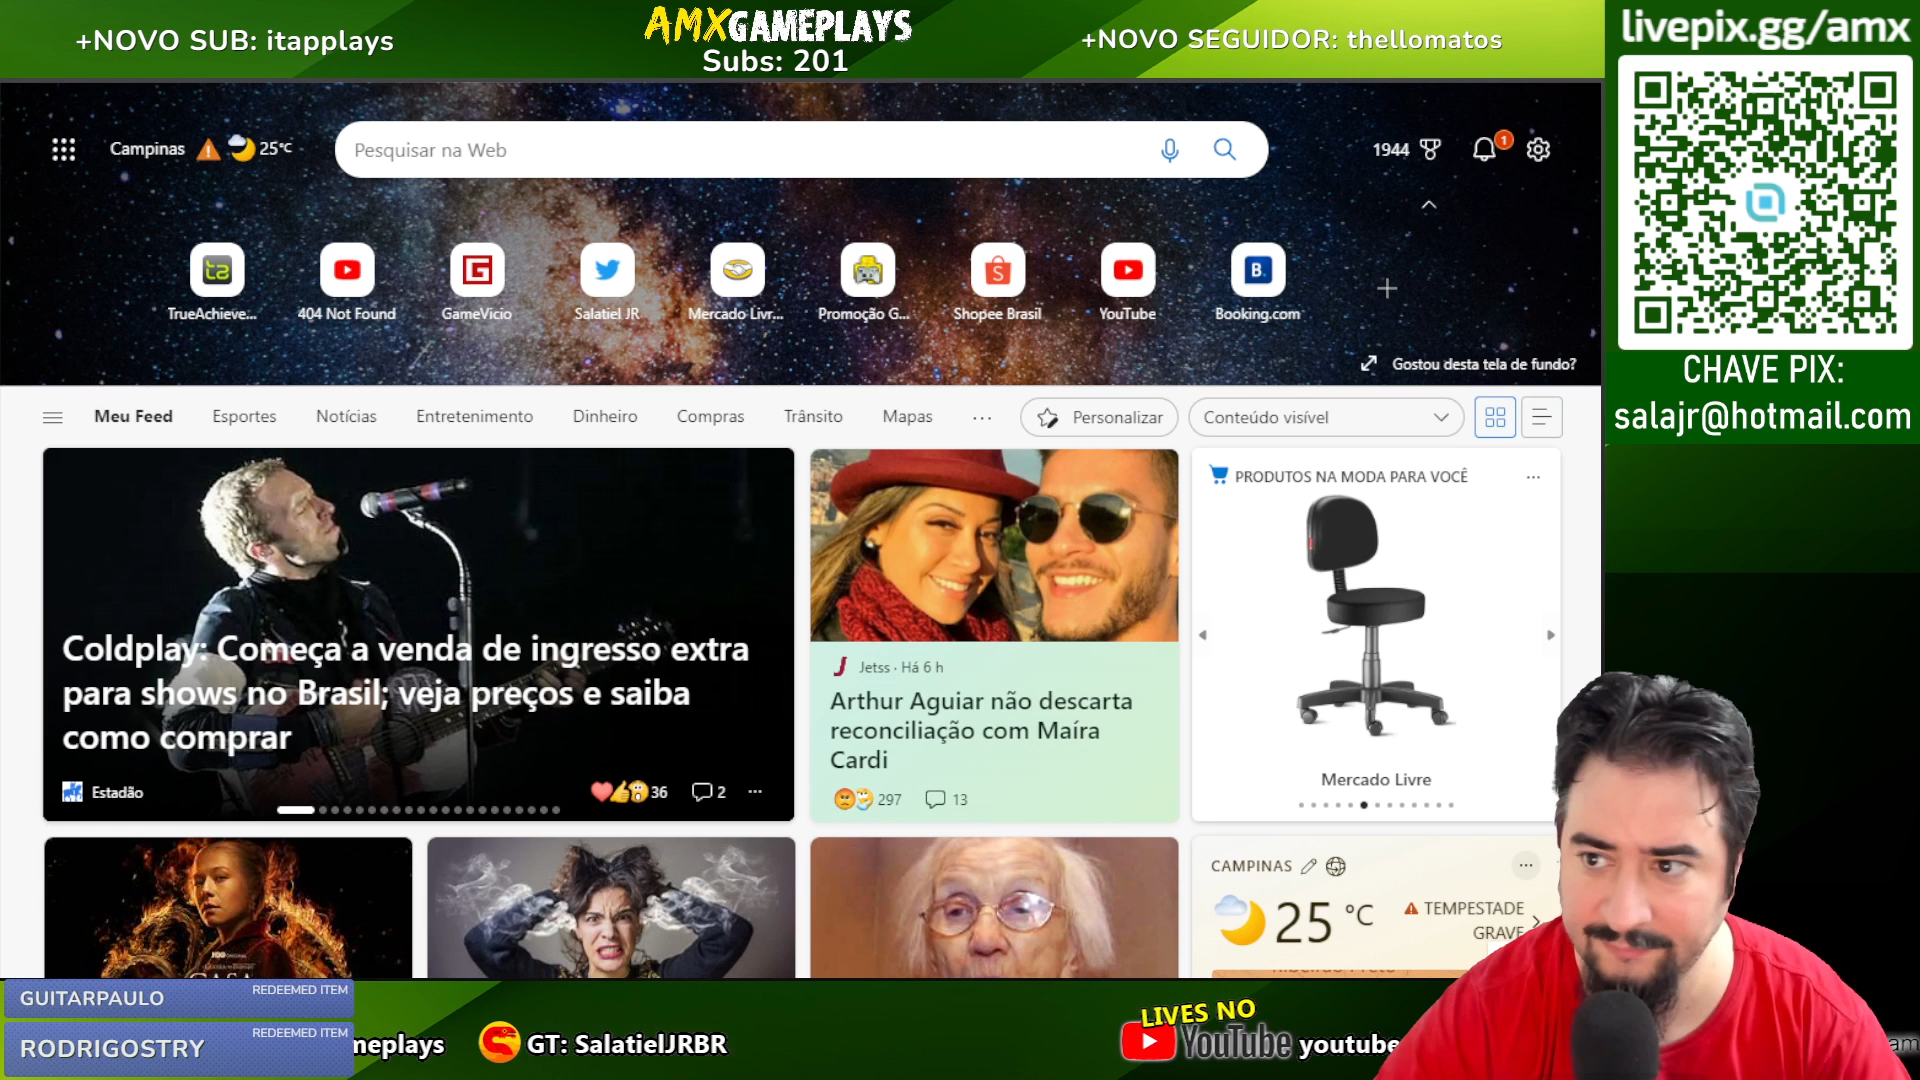 +NOVO SUB: itapplays
AMXGAMEPLAYS
Subs: 201
+NOVO SEGUIDOR: thellomatos
livepix.gg/amx
CHAVE PIX:
salajr@hotmail.com
Campinas
25°C
Pesquisar na Web
1944
1
TrueAchieve...
404 Not Found
GameVicio
Salatiel JR
Mercado Livr...
Promoção G...
Shopee Brasil
YouTube
Booking.com
Gostou desta tela de fundo?
Meu Feed
Esportes
Notícias
Entretenimento
Dinheiro
Compras
Trânsito
Mapas
Personalizar
Conteúdo visível
Coldplay: Começa a venda de ingresso extra
para shows no Brasil; veja preços e saiba
como comprar
Estadão
36
2
Jetss · Há 6 h
Arthur Aguiar não descarta
reconciliação com Maíra
Cardi
297
13
PRODUTOS NA MODA PARA VOCÊ
Mercado Livre
CAMPINAS
25 °C
TEMPESTADE
GRAVE
HBO ORIGINAL
GUITARPAULO
REDEEMED ITEM
RODRIGOSTRY
REDEEMED ITEM
meplays
GT: SalatielJRBR
LIVES NO
YouTube
youtube
am